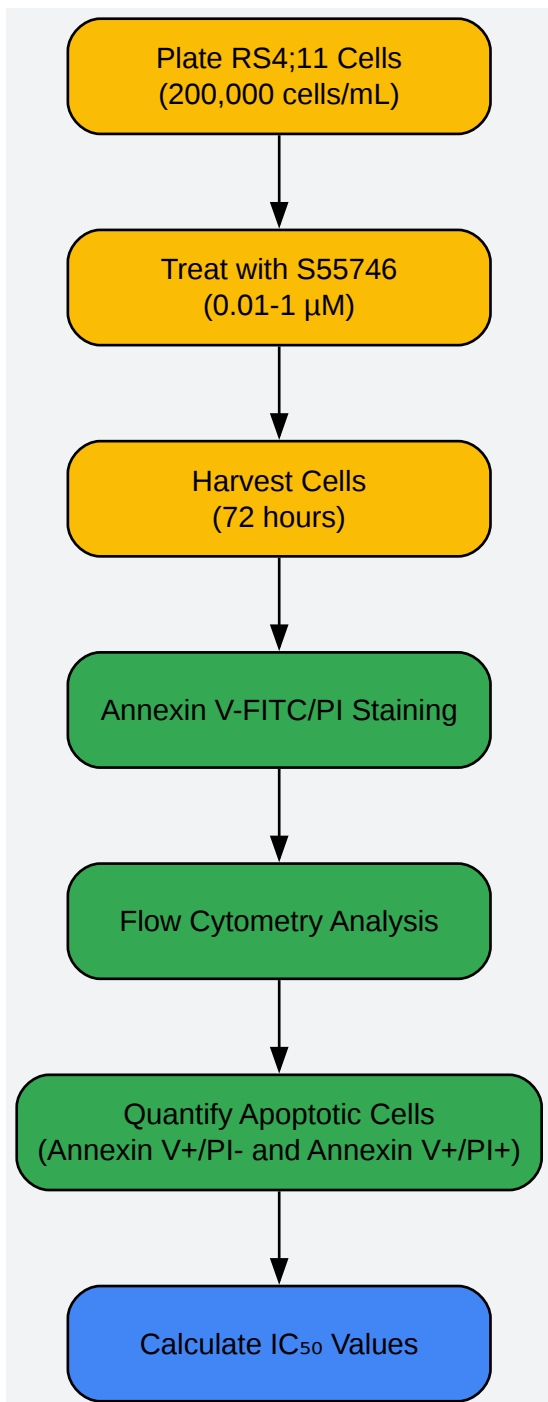 Plate RS4;11 Cells
(200,000 cells/mL)
Treat with S55746
(0.01-1 µM)
Harvest Cells
(72 hours)
Annexin V-FITC/PI Staining
Flow Cytometry Analysis
Quantify Apoptotic Cells
(Annexin V+/PI- and Annexin V+/PI+)
Calculate IC₅₀ Values